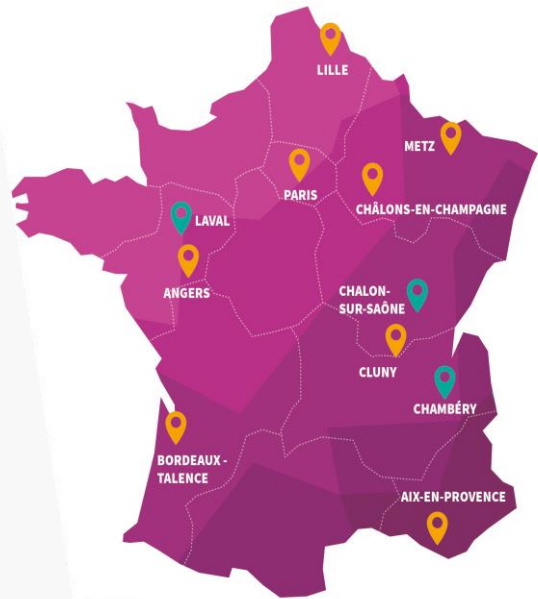 LILLE
METZ
PARIS
CHÂLONS-EN-CHAMPAGNE
LAVAL
ANGERS
CHALON-
SUR-SAÔNE
CLUNY
CHAMBÉRY
BORDEAUX -
TALENCE
AIX-EN-PROVENCE